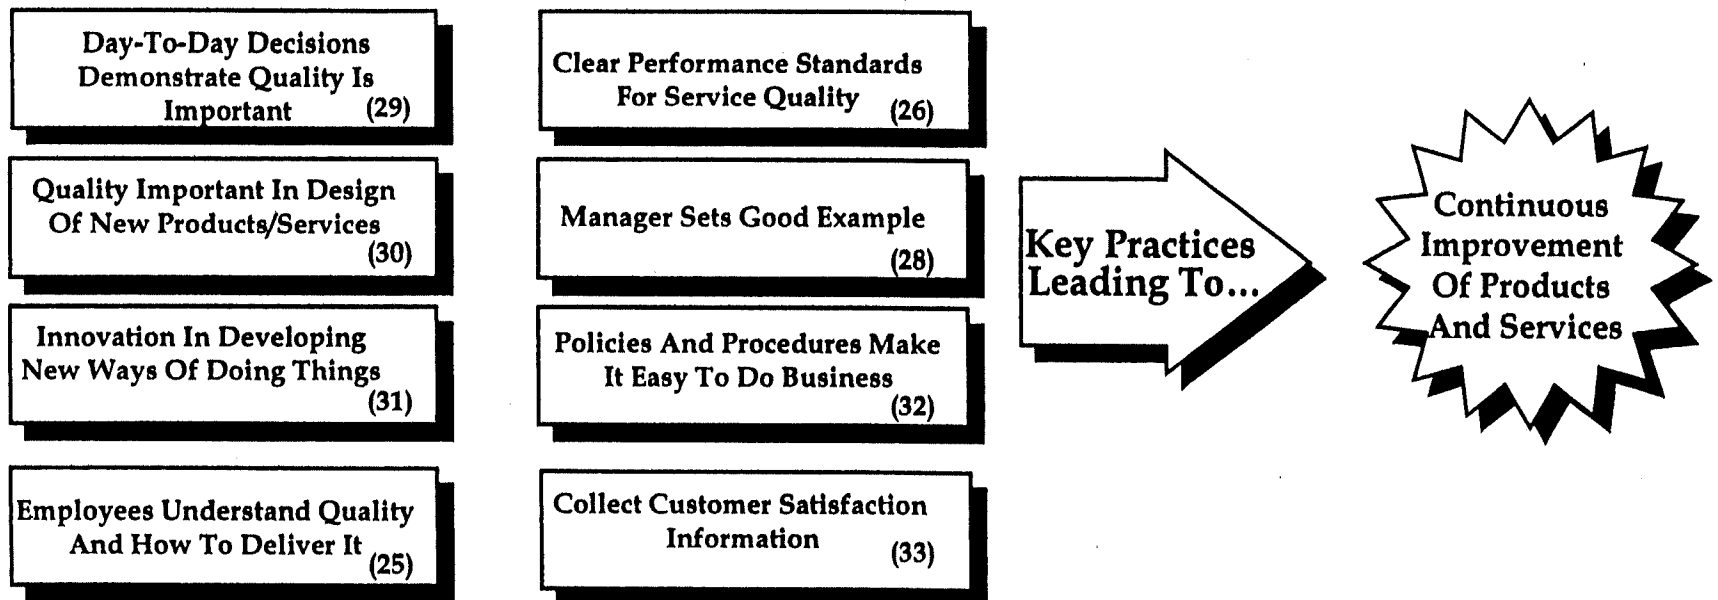 Day-To-Day Decisions
Demonstrate Quality Is
Important (29)
Quality Important In Design
Of New Products/Services
(30)
Innovation In Developing
New Ways Of Doing Things
(31)
Employees Understand Quality
And How To Deliver It
(25)
Clear Performance Standards
For Service Quality (26)
Manager Sets Good Example
(28)
Policies And Procedures Make
It Easy To Do Business
(32)
Collect Customer Satisfaction
Information (33)
Key Practices
Leading To...
Continuous
Improvement
Of Products
And Services